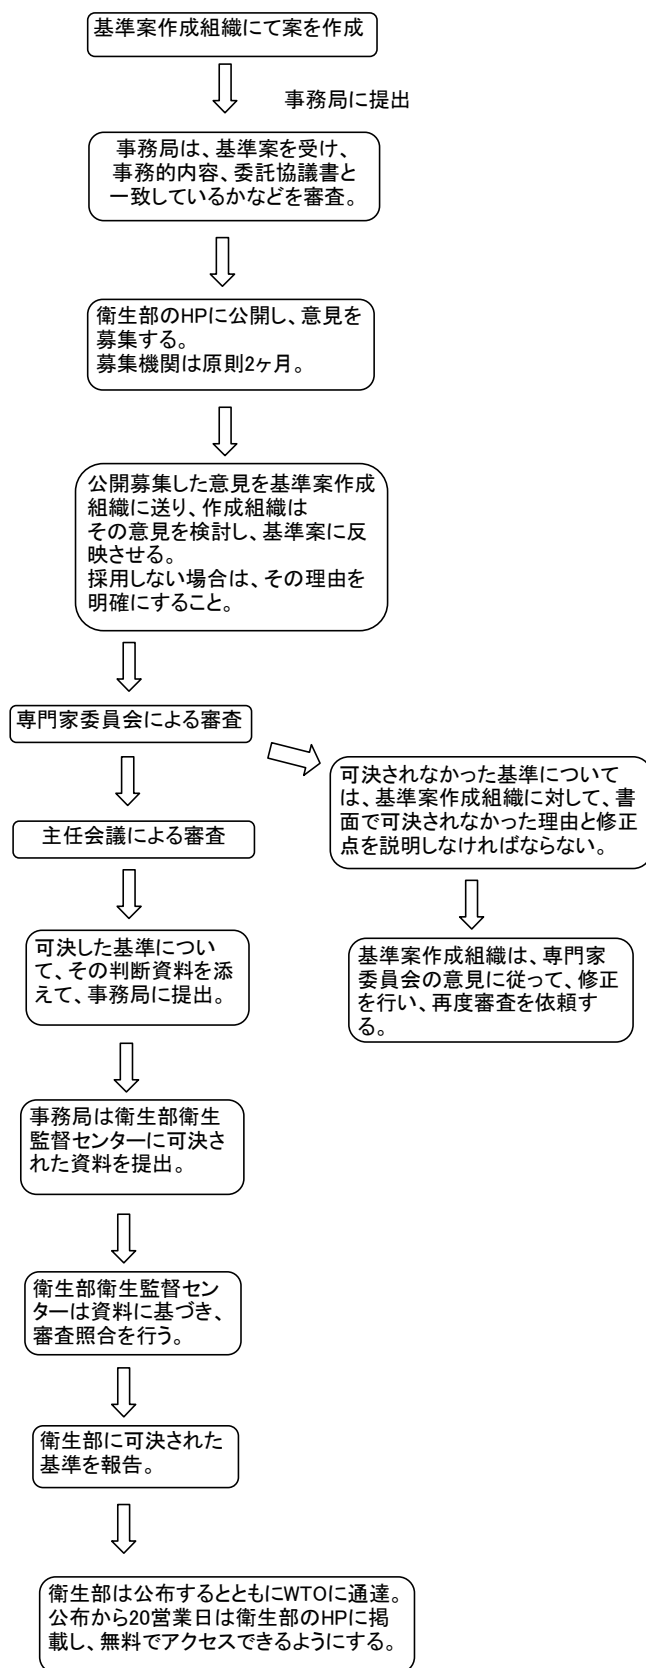 基準案作成組織にて案を作成
事務局に提出
事務局は、基準案を受け、
事務的内容、委託協議書と
一致しているかなどを審査。
衛生部のHPに公開し、意見を
募集する。
募集機関は原則2ヶ月。
公開募集した意見を基準案作成
組織に送り、作成組織は
その意見を検討し、基準案に反
映させる。
採用しない場合は、その理由を
明確にすること。
専門家委員会による審査
可決されなかった基準について
は、基準案作成組織に対して、書
面で可決されなかった理由と修正
点を説明しなければならない。
主任会議による審査
可決した基準につい
て、その判断資料を添
えて、事務局に提出。
基準案作成組織は、専門家
委員会の意見に従って、修正
を行い、再度審査を依頼す
る。
事務局は衛生部衛生
監督センターに可決さ
れた資料を提出。
衛生部衛生監督セン
ターは資料に基づき、
審査照合を行う。
衛生部に可決された
基準を報告。
衛生部は公布するとともにWTOに通達。
公布から20営業日は衛生部のHPに掲
載し、無料でアクセスできるようにする。